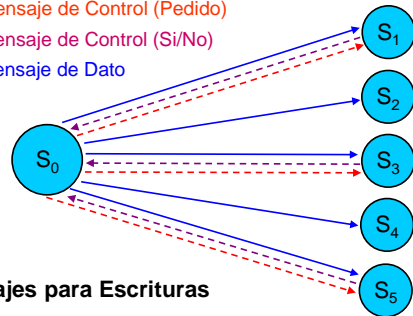 ensaje de Control (Pedido)
ensaje de Control (Si/No)
ensaje de Dato
S1
S2
S0
S3
S4
S5
ajes para Escrituras